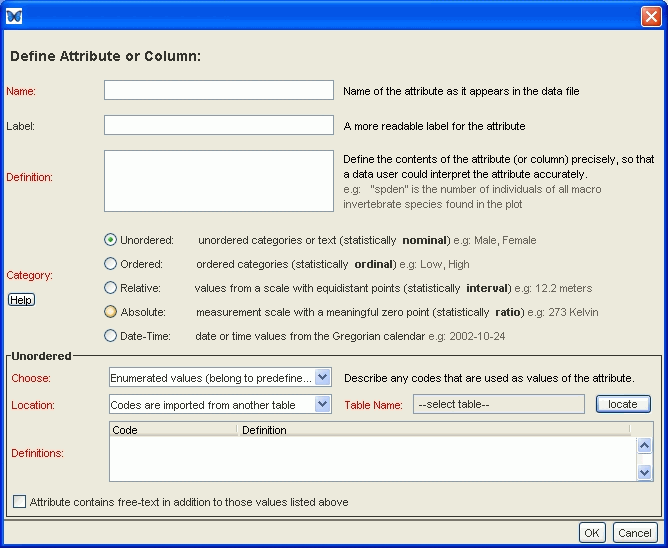 Define Attribute or Column:
Name: Name of the attribute as it appears in the data file
Label: A more readable label for the attribute
Define the contents of the attribute (or column) precisely, so that
a data user could interpret the attribute accurately.
Definition:
e.g: "spden" is the number of individuals of all macro
invertebrate species found in the plot
Unordered: unordered categories or text (statistically nominal) e.g: Male, Female
Ordered: ordered categories (statistically ordinal) e.g: Low, High
Category:
Relative: values from a scale with equidistant points (statistically interval) e.g: 12.2 meters
Help
Absolute: measurement scale with a meaningful zero point (statistically ratio) e.g: 273 Kelvin
Date-Time: date or time values from the Gregorian calendar e.g: 2002-10-24
Unordered
Choose: Enumerated values (belong to predefine... Describe any codes that are used as values of the attribute.
Location: Codes are imported from another table Table Name: --select table-- locate
Code Definition
Definitions:
Attribute contains free-text in addition to those values listed above
OK Cancel